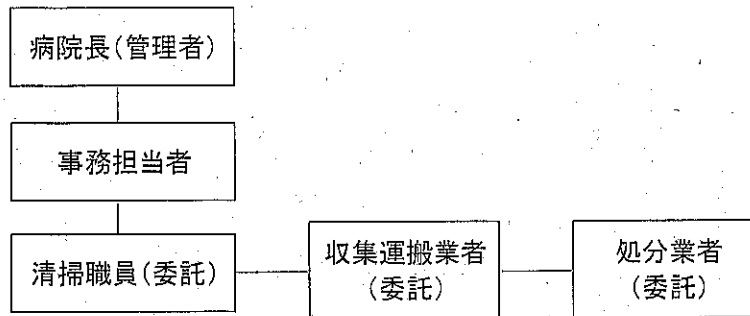 病院長(管理者)
事務担当者
清掃職員(委託)
収集運搬業者
(委託)
処分業者
(委託)